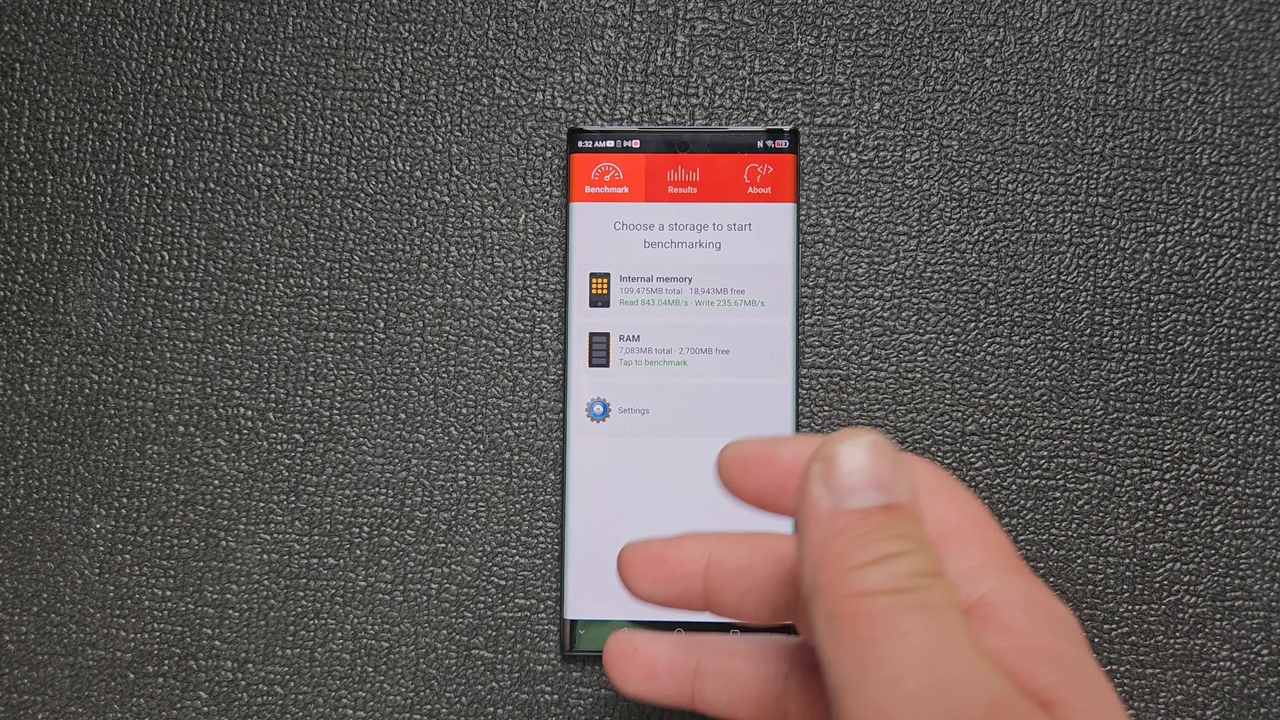 8:32 AM
Benchmark
Results
About
Choose a storage to start
benchmarking
Internal memory
109,475MB total · 18,943MB free
Read 843.04MB/s · Write 235.67MB/s
RAM
7,083MB total · 2,700MB free
Tap to benchmark
Settings